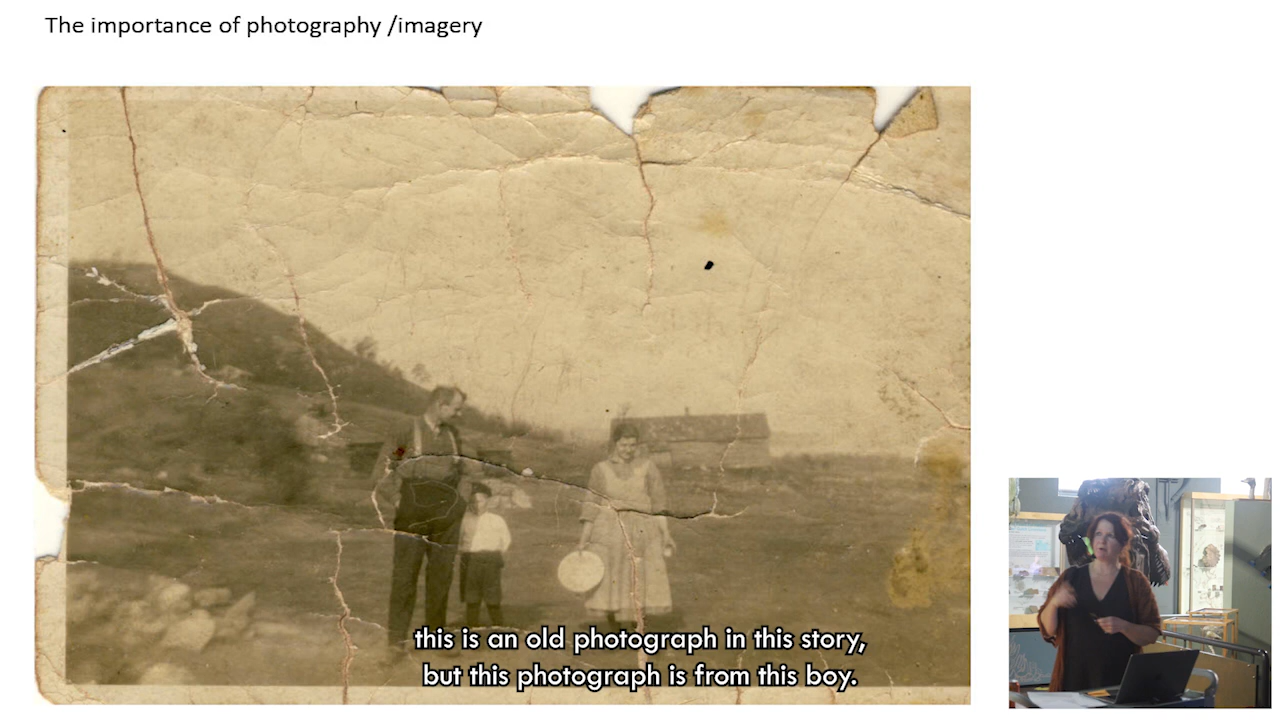 The importance of photography /imagery
this is an old photograph in this story,
but this photograph is from this boy.